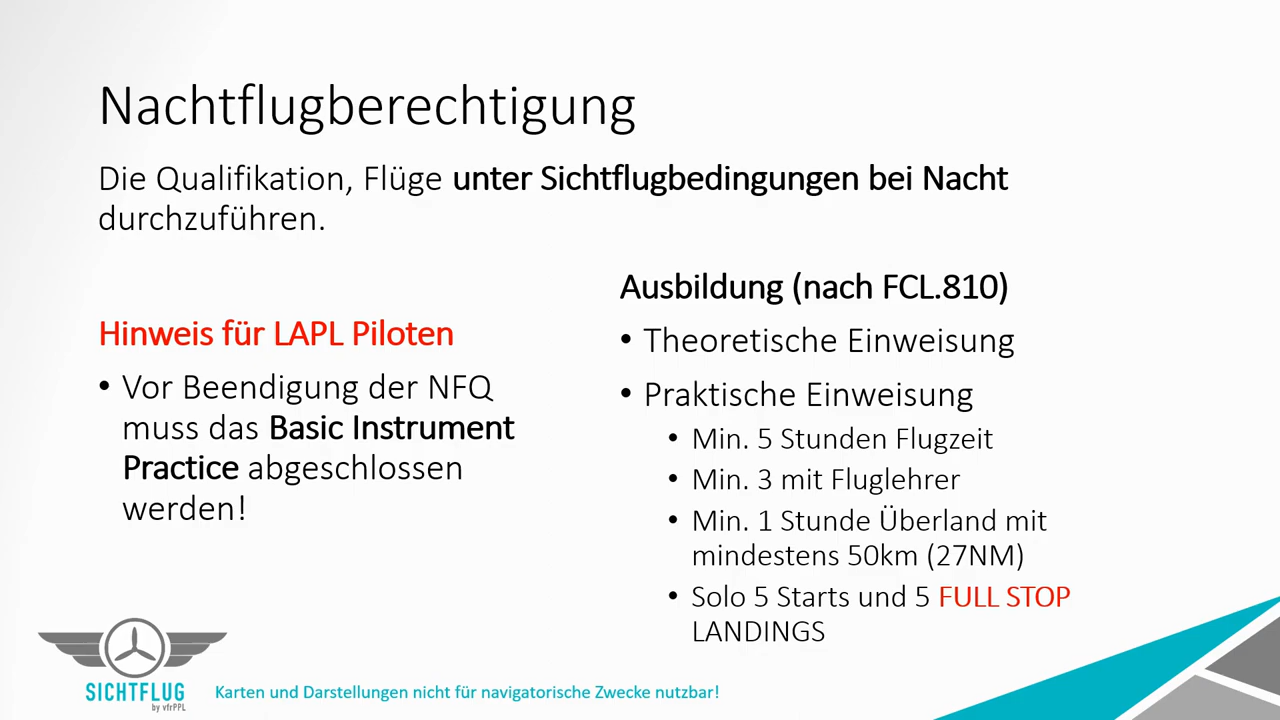 Nachtflugberechtigung
Die Qualifikation, Flüge unter Sichtflugbedingungen bei Nacht
durchzuführen.
Hinweis für LAPL Piloten
• Vor Beendigung der NFQ
muss das Basic Instrument
Practice abgeschlossen
werden!
Ausbildung (nach FCL.810)
• Theoretische Einweisung
• Praktische Einweisung
• Min. 5 Stunden Flugzeit
• Min. 3 mit Fluglehrer
• Min. 1 Stunde Überland mit
mindestens 50km (27NM)
• Solo 5 Starts und 5 FULL STOP
LANDINGS
SICHTFLUG
by vfrPPL
Karten und Darstellungen nicht für navigatorische Zwecke nutzbar!